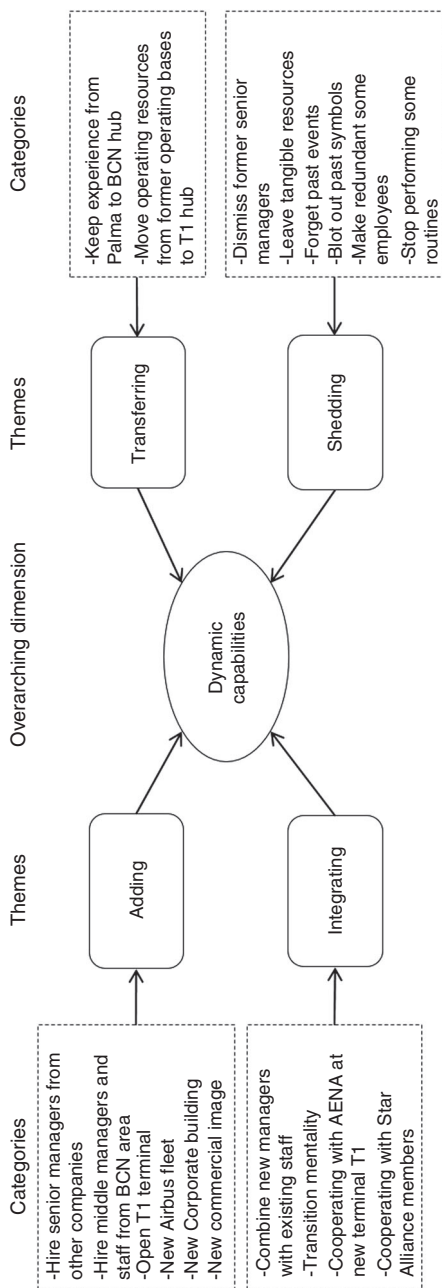 Categories
-Hire senior managers from
other companies
-Hire middle managers and
staff from BCN area
-Open T1 terminal
-New Airbus fleet
-New Corporate building
-New commercial image
-Combine new managers
with existing staff
-Transition mentality
-Cooperating with AENA at
new terminal T1
-Cooperating with Star
Alliance members
Themes
Adding
Integrating
Overarching dimension
Dynamic
capabilities
Themes
Transferring
Shedding
Categories
-Keep experience from
Palma to BCN hub
-Move operating resources
from former operating bases
to T1 hub
-Dismiss former senior
managers
-Leave tangible resources
-Forget past events
-Blot out past symbols
-Make redundant some
employees
-Stop performing some
routines